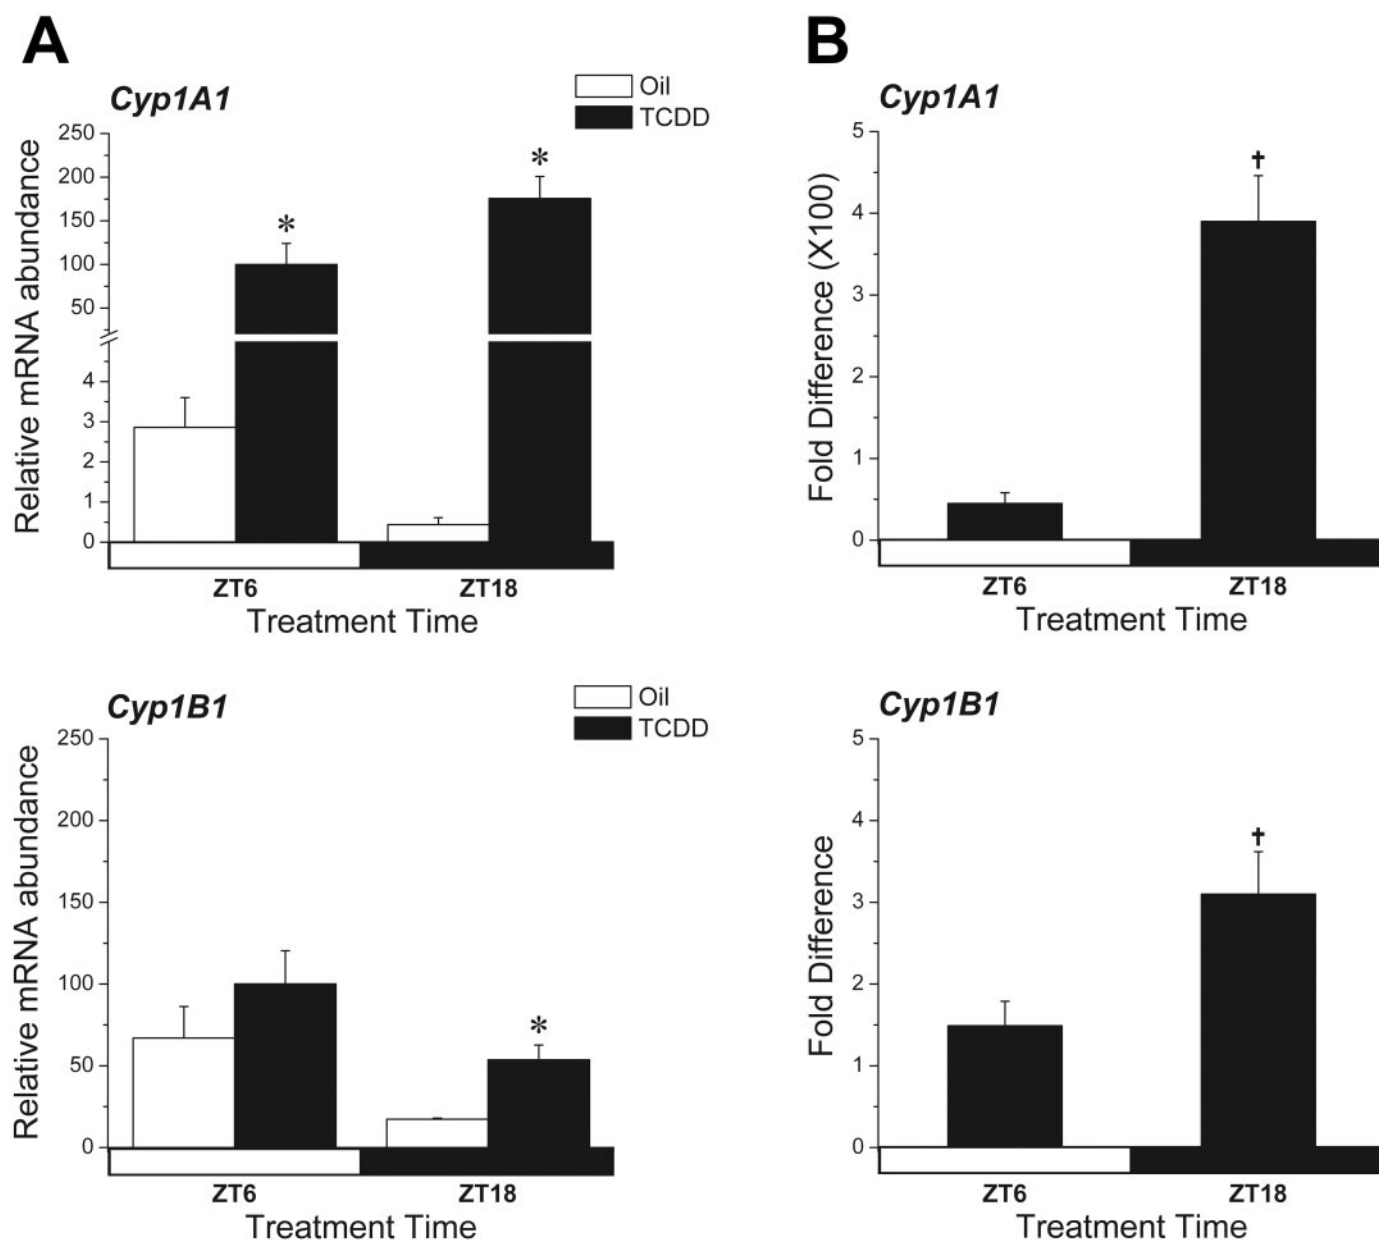 A
Cyp1A1
Oil
TCDD
Relative mRNA abundance
250
200
150
100
50
4
3
2
1
0
*
*
ZT6
ZT18
Treatment Time
B
Cyp1A1
Fold Difference (X100)
5
4
3
2
1
0
✝
ZT6
ZT18
Treatment Time
Cyp1B1
Oil
TCDD
Relative mRNA abundance
250
200
150
100
50
0
*
ZT6
ZT18
Treatment Time
Cyp1B1
Fold Difference
5
4
3
2
1
0
✝
ZT6
ZT18
Treatment Time